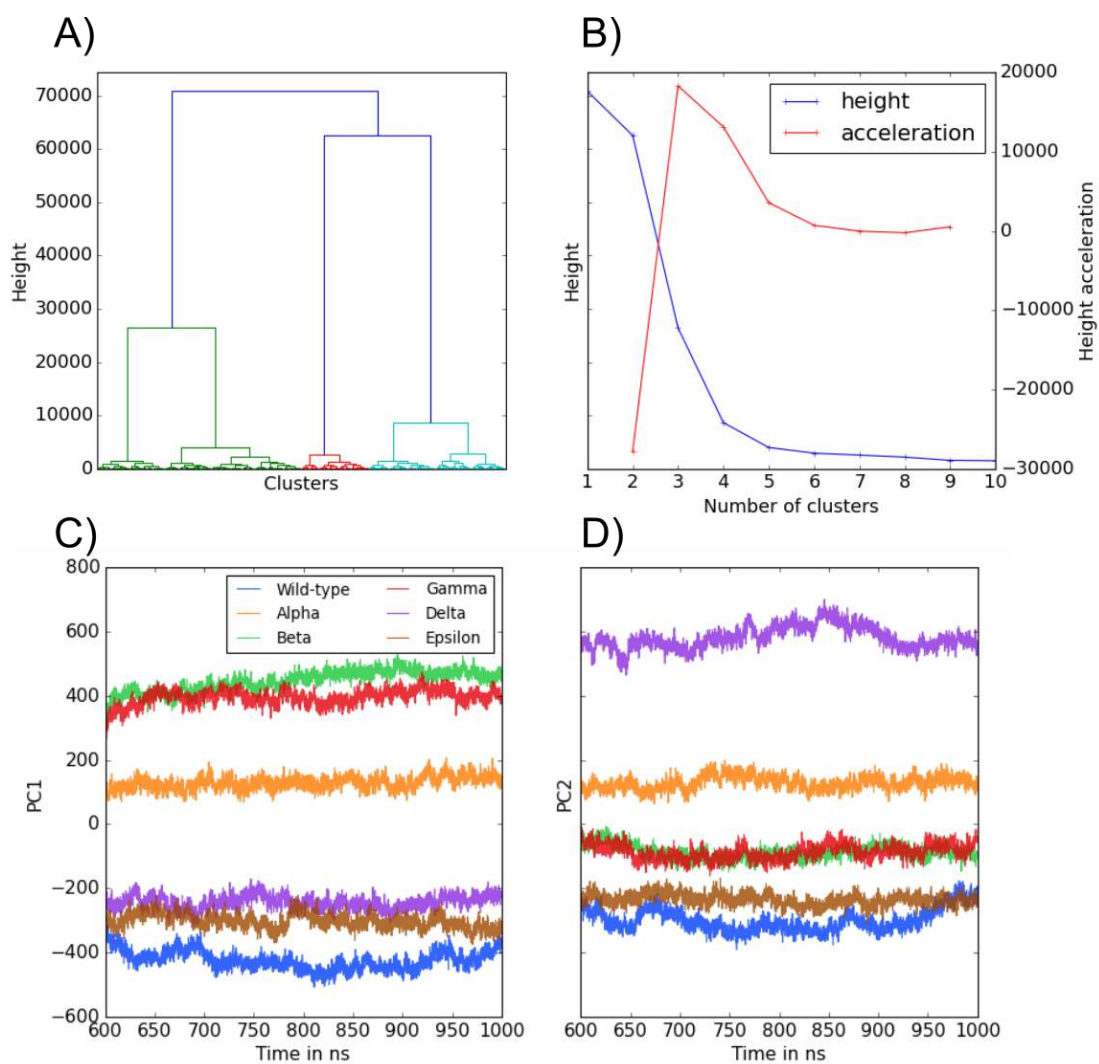 A)
70000
60000
50000
40000
30000
20000
10000
0
Height
Clusters
B)
height
acceleration
20000
10000
0
−10000
−20000
−30000
Height
Height acceleration
1 2 3 4 5 6 7 8 9 10
Number of clusters
C)
Wild-type Gamma
Alpha Delta
Beta Epsilon
800
600
400
200
0
−200
−400
−600
PC1
600 650 700 750 800 850 900 950 1000
Time in ns
D)
PC2
600 650 700 750 800 850 900 950 1000
Time in ns